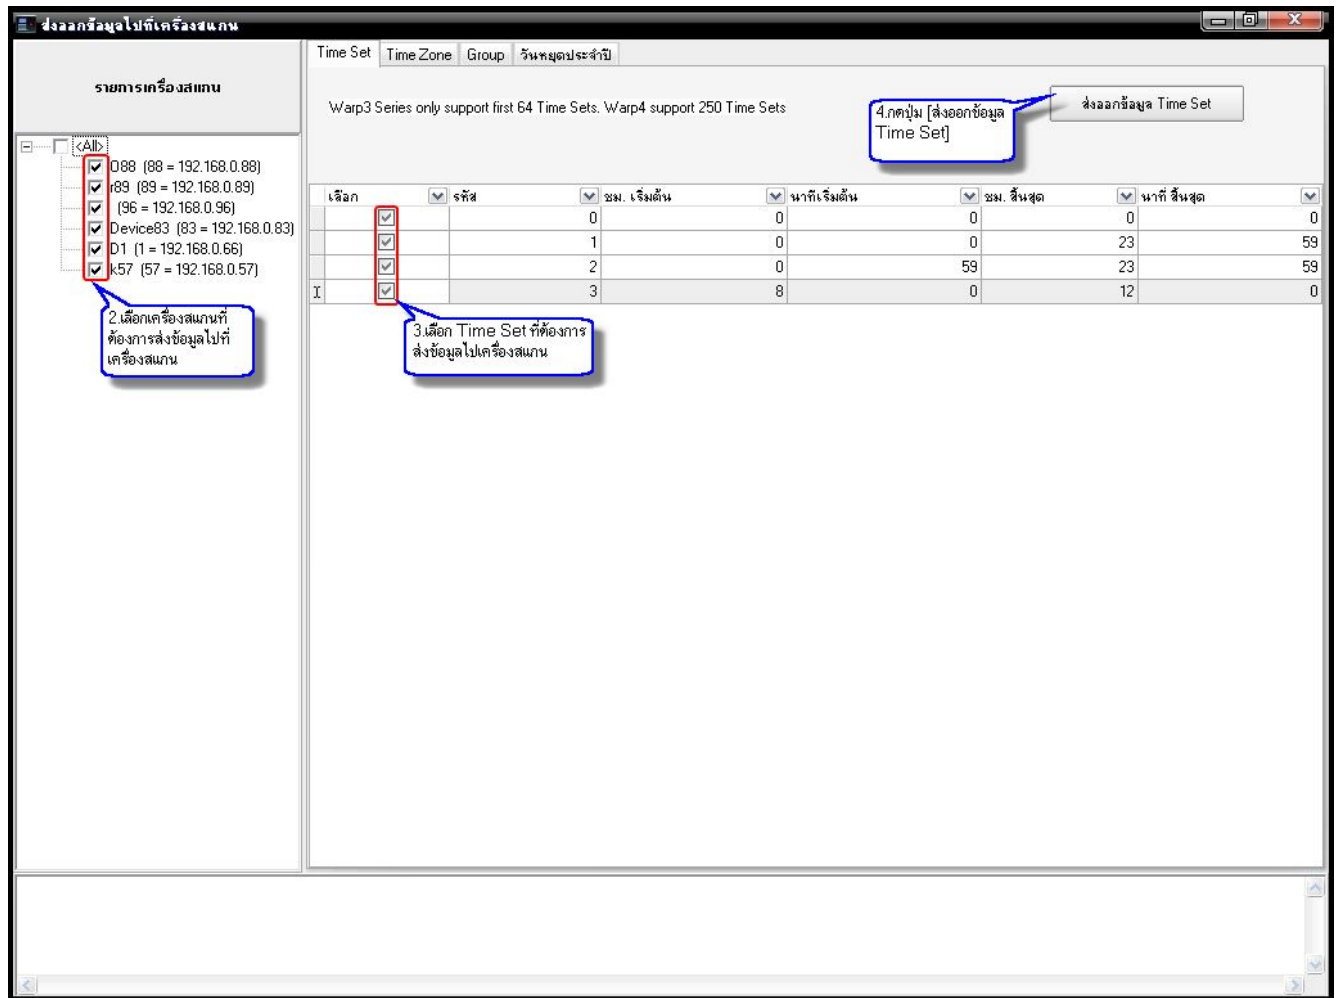 ส่งออกข้อมูลไปที่เครื่องสแกน
รายการเครื่องสแกน
Time Set Time Zone Group วันหยุดประจำปี
Warp3 Series only support first 64 Time Sets. Warp4 support 250 Time Sets
4.กดปุ่ม [ส่งออกข้อมูล
Time Set]
ส่งออกข้อมูล Time Set
<All>
088 (88 = 192.168.0.88)
r89 (89 = 192.168.0.89)
(96 = 192.168.0.96)
Device83 (83 = 192.168.0.83)
D1 (1 = 192.168.0.66)
k57 (57 = 192.168.0.57)
2.เลือกเครื่องสแกนที่
ต้องการส่งข้อมูลไปที่
เครื่องสแกน
เลือก รหัส ชม. เริ่มต้น นาทีเริ่มต้น ชม. สิ้นสุด นาที สิ้นสุด
0 0 0 0 0
1 0 0 23 59
2 0 59 23 59
3 8 0 12 0
3.เลือก Time Set ที่ต้องการ
ส่งข้อมูลไปเครื่องสแกน